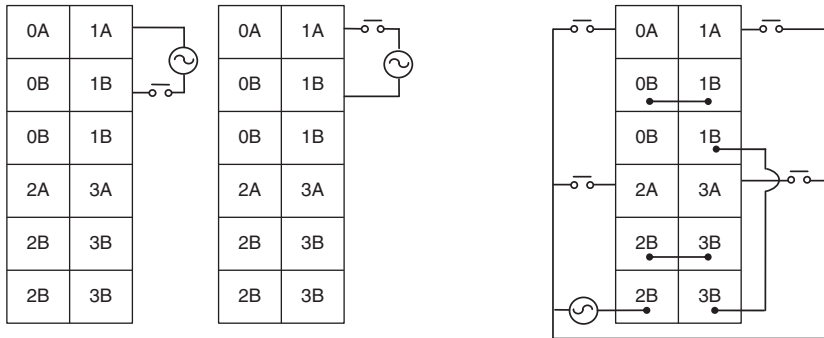 0A 1A 0A 1A 0A 1A
0B 1B 0B 1B 0B 1B
0B 1B 0B 1B 0B 1B
2A 3A 2A 3A 2A 3A
2B 3B 2B 3B 2B 3B
2B 3B 2B 3B 2B 3B